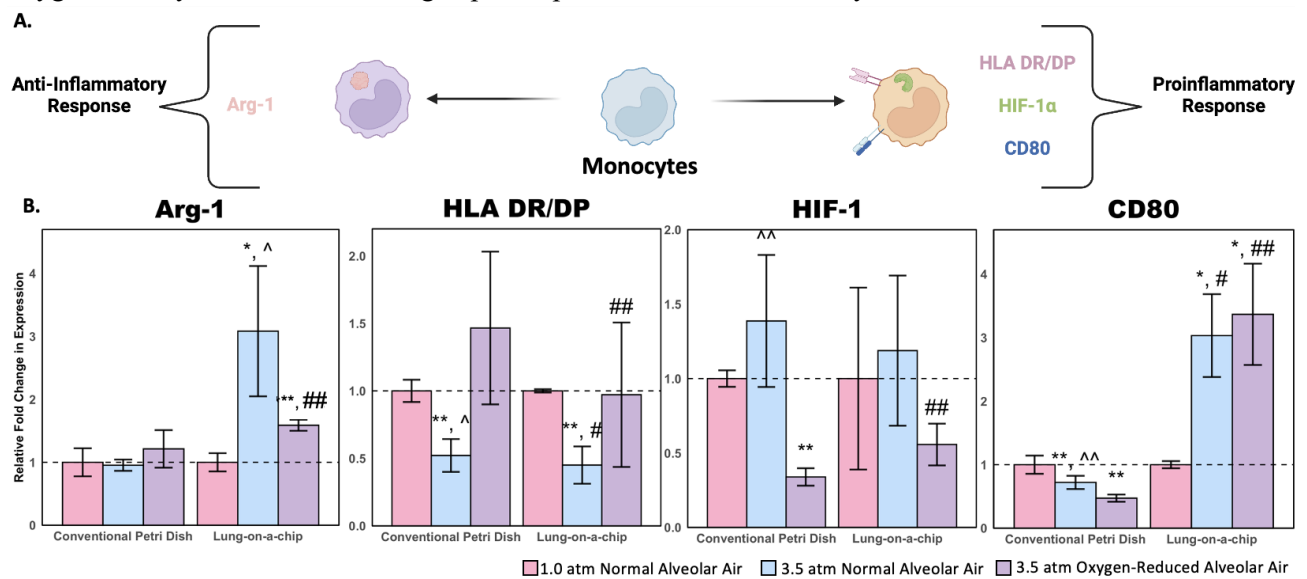 A.
Anti-Inflammatory
Response
Arg-1
Monocytes
HLA DR/DP
HIF-1α
CD80
Proinflammatory
Response
B.
Arg-1
HLA DR/DP
HIF-1
CD80
Relative Fold Change in Expression
0
1
2
3
4
*, ^
***, ##
Conventional Petri Dish
Lung-on-a-chip
0.0
0.5
1.0
1.5
2.0
**, ^
**, #
##
Conventional Petri Dish
Lung-on-a-chip
0.0
0.5
1.0
1.5
2.0
^^
**
##
Conventional Petri Dish
Lung-on-a-chip
0
1
2
3
4
**, ^^
**
*, #
*, ##
Conventional Petri Dish
Lung-on-a-chip
1.0 atm Normal Alveolar Air
3.5 atm Normal Alveolar Air
3.5 atm Oxygen-Reduced Alveolar Air